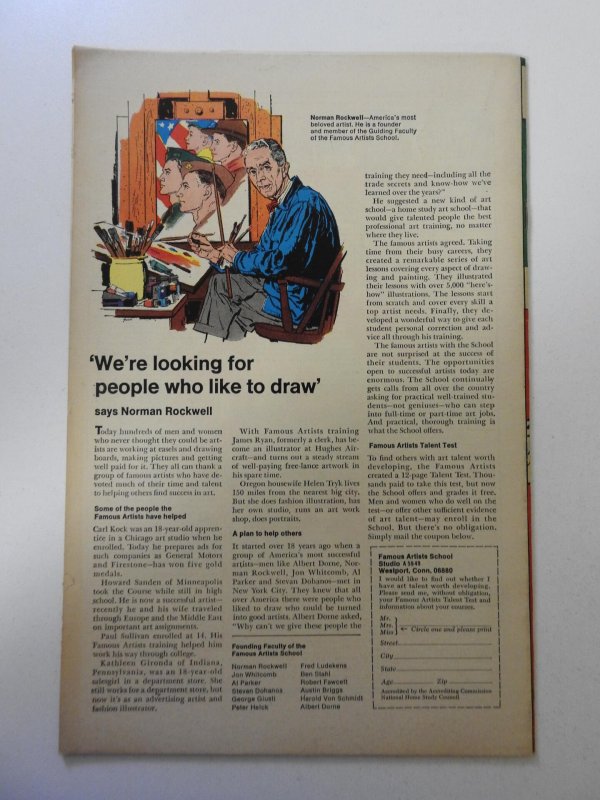 Norman Rockwell—America's most
beloved artist. He is a founder
and member of the Guiding Faculty
of the Famous Artists School.
'We're looking for
people who like to draw'
says Norman Rockwell
Today hundreds of men and women
who never thought they could be art-
ists are working at easels and drawing
boards, making pictures and getting
well paid for it. They all can thank a
group of famous artists who have de-
voted much of their time and talent
to helping others find success in art.
Some of the people the
Famous Artists have helped
Carl Kock was an 18-year-old appren-
tice in a Chicago art studio when he
enrolled. Today he prepares ads for
such companies as General Motors
and Firestone—has won five gold
medals.
Howard Sanden of Minneapolis
took the Course while still in high
school. He is now a successful artist—
recently he and his wife traveled
through Europe and the Middle East
on important art assignments.
Paul Sullivan enrolled at 14. His
Famous Artists training helped him
work his way through college.
Kathleen Gironda of Indiana,
Pennsylvania, was an 18-year-old
salesgirl in a department store. She
still works for a department store, but
now it's as an advertising artist and
fashion illustrator.
With Famous Artists training
James Ryan, formerly a clerk, has be-
come an illustrator at Hughes Air-
craft—and turns out a steady stream
of well-paying free-lance artwork in
his spare time.
Oregon housewife Helen Tryk lives
150 miles from the nearest big city.
But she does fashion illustration, has
her own studio, runs an art work
shop, does portraits.
A plan to help others
It started over 18 years ago when a
group of America's most successful
artists—men like Albert Dorne, Nor-
man Rockwell, Jon Whitcomb, Al
Parker and Stevan Dohanos—met in
New York City. They knew that all
over America there were people who
liked to draw who could be turned
into good artists. Albert Dorne asked,
"Why can't we give these people the
Founding Faculty of the
Famous Artists School
Norman Rockwell
Jon Whitcomb
Al Parker
Stevan Dohanos
George Giusti
Peter Helck
Fred Ludekens
Ben Stahl
Robert Fawcett
Austin Briggs
Harold Von Schmidt
Albert Dorne
training they need—including all the
trade secrets and know-how we've
learned over the years?"
He suggested a new kind of art
school—a home study art school—that
would give talented people the best
professional art training, no matter
where they live.
The famous artists agreed. Taking
time from their busy careers, they
created a remarkable series of art
lessons covering every aspect of draw-
ing and painting. They illustrated
their lessons with over 5,000 "here's-
how" illustrations. The lessons start
from scratch and cover every skill a
top artist needs. Finally, they de-
veloped a wonderful way to give each
student personal correction and ad-
vice all through his training.
The famous artists with the School
are not surprised at the success of
their students. The opportunities
open to successful artists today are
enormous. The School continually
gets calls from all over the country
asking for practical well-trained stu-
dents—not geniuses—who can step
into full-time or part-time art jobs.
And practical, thorough training is
what the School offers.
Famous Artists Talent Test
To find others with art talent worth
developing, the Famous Artists
created a 12-page Talent Test. Thou-
sands paid to take this test, but now
the School offers and grades it free.
Men and women who do well on the
test—or offer other sufficient evidence
of art talent—may enroll in the
School. But there's no obligation.
Simply mail the coupon below.
Famous Artists School
Studio
Westport, Conn. 06880
I would like to find out whether I
have art talent worth developing.
Please send me, without obligation,
your Famous Artists Talent Test and
information about your courses.
Mr.
Mrs.
Miss
Circle one and please print
Street
City
State
Age Zip
Accredited by the Accrediting Commission
National Home Study Council